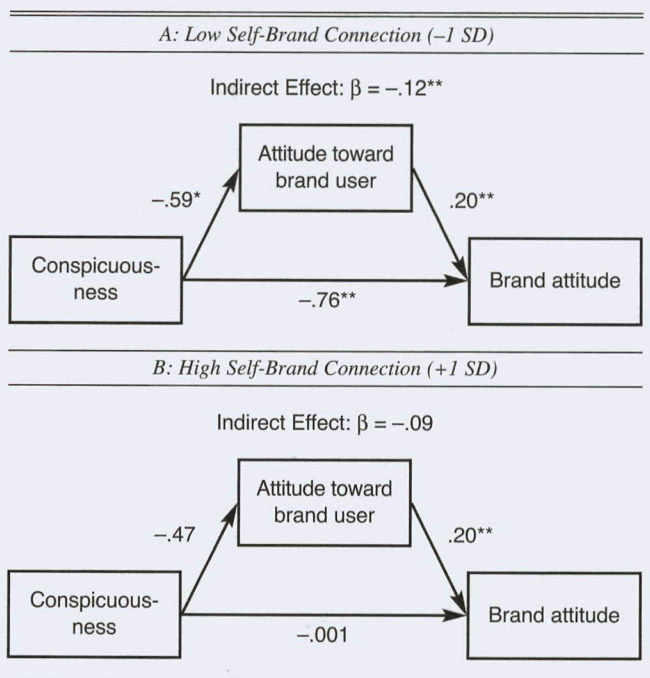 A: Low Self-Brand Connection (–1 SD)
Indirect Effect: β = –.12**
Attitude toward
brand user
–.59*
.20**
Conspicuous-
ness
Brand attitude
–.76**
B: High Self-Brand Connection (+1 SD)
Indirect Effect: β = –.09
Attitude toward
brand user
–.47
.20**
Conspicuous-
ness
Brand attitude
–.001